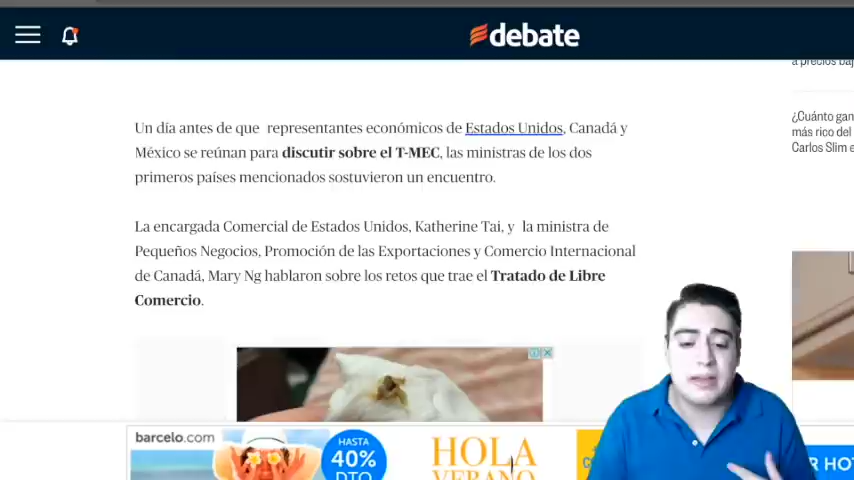 debate
a precios baj
Un día antes de que representantes económicos de Estados Unidos, Canadá y
México se reúnan para discutir sobre el T-MEC, las ministras de los dos
primeros países mencionados sostuvieron un encuentro.
¿Cuánto gan
más rico del
Carlos Slim e
La encargada Comercial de Estados Unidos, Katherine Tai, y la ministra de
Pequeños Negocios, Promoción de las Exportaciones y Comercio Internacional
de Canadá, Mary Ng hablaron sobre los retos que trae el Tratado de Libre
Comercio.
barcelo.com
HASTA
40%
DTO
HOLA
VERANO
R HOT